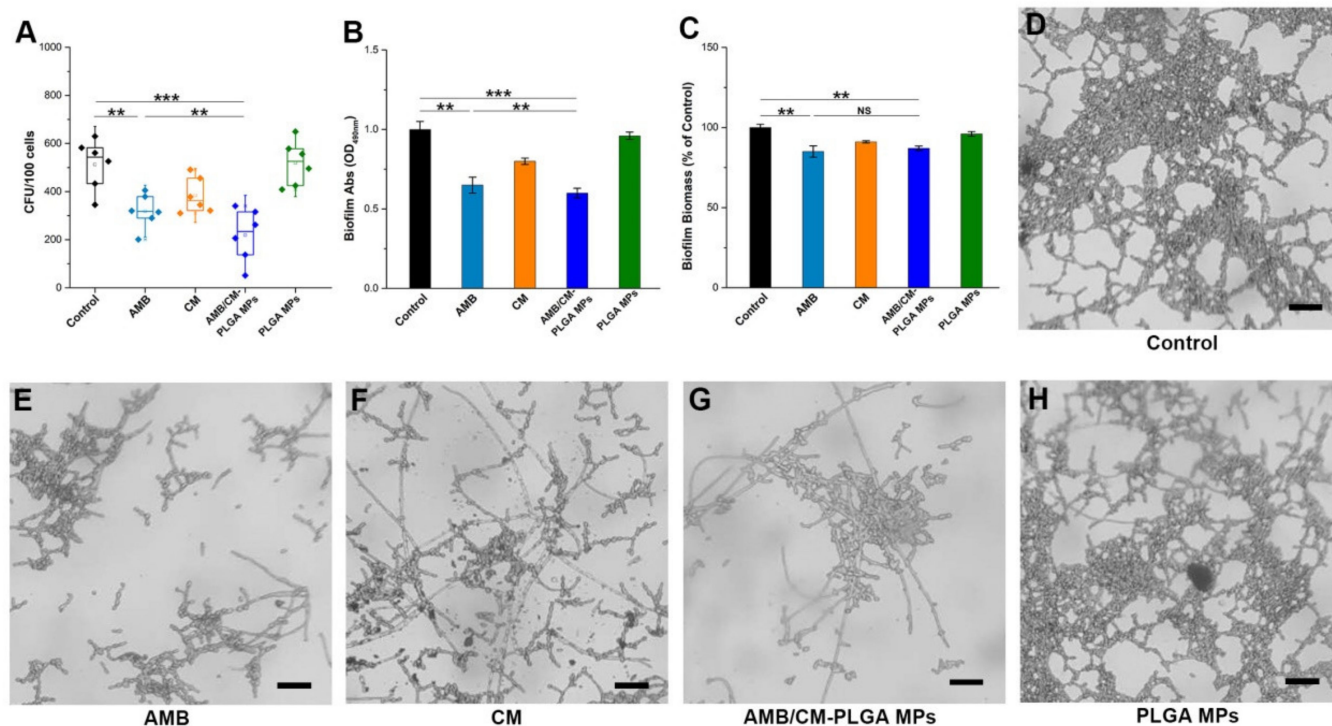 A
CFU/100 cells
1000
800
600
400
200
0
***
**
**
Control
AMB
CM
AMB/CM-
PLGA MPs
PLGA MPs
B
Biofilm Abs (OD490nm)
1.5
1.0
0.5
0.0
***
**
**
Control
AMB
CM
AMB/CM-
PLGA MPs
PLGA MPs
C
Biofilm Biomass (% of Control)
150
100
50
0
**
**
NS
Control
AMB
CM
AMB/CM-
PLGA MPs
PLGA MPs
D
Control
E
AMB
F
CM
G
AMB/CM-PLGA MPs
H
PLGA MPs